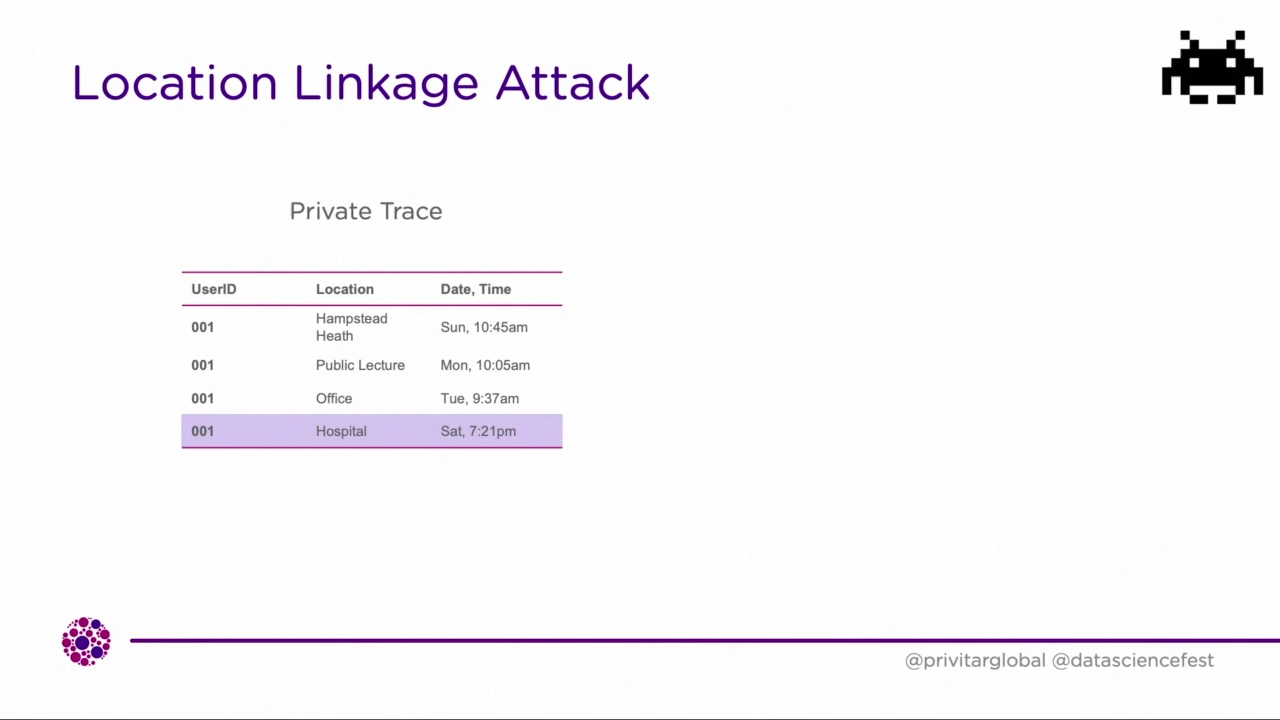 Location Linkage Attack
Private Trace
UserID Location Date, Time
001 Hampstead Heath Sun, 10:45am
001 Public Lecture Mon, 10:05am
001 Office Tue, 9:37am
001 Hospital Sat, 7:21pm
@privitarglobal @datasciencefest